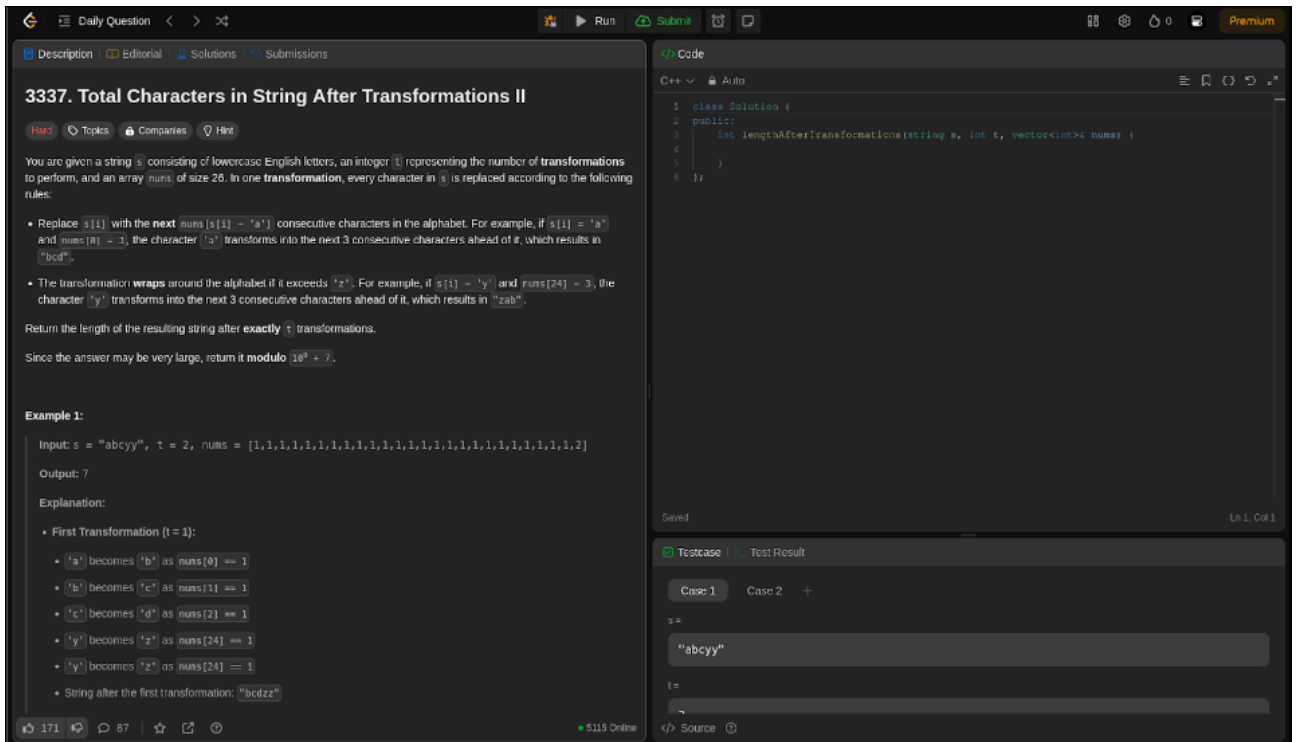 Daily Question
Run
Submit
0
Premium
Description
Editorial
Solutions
Submissions
3337. Total Characters in String After Transformations II
Hard
Topics
Companies
Hint
You are given a string s consisting of lowercase English letters, an integer t representing the number of transformations
to perform, and an array nums of size 26. In one transformation, every character in s is replaced according to the following
rules:
• Replace s[i] with the next nums[s[i] - 'a'] consecutive characters in the alphabet. For example, if s[i] = 'a'
and nums[0] = 3, the character 'a' transforms into the next 3 consecutive characters ahead of it, which results in
"bcd".
• The transformation wraps around the alphabet if it exceeds 'z'. For example, if s[i] = 'y' and nums[24] = 3, the
character 'y' transforms into the next 3 consecutive characters ahead of it, which results in "zab".
Return the length of the resulting string after exactly t transformations.
Since the answer may be very large, return it modulo 10⁹ + 7.
Example 1:
Input: s = "abcyy", t = 2, nums = [1,1,1,1,1,1,1,1,1,1,1,1,1,1,1,1,1,1,1,1,1,1,1,1,1,2]
Output: 7
Explanation:
• First Transformation (t = 1):
• 'a' becomes 'b' as nums[0] == 1
• 'b' becomes 'c' as nums[1] == 1
• 'c' becomes 'd' as nums[2] == 1
• 'y' becomes 'z' as nums[24] == 1
• 'y' becomes 'z' as nums[24] == 1
• String after the first transformation: "bcdzz"
171
87
5115 Online
</> Code
C++
Auto
1 class Solution {
2 public:
3 int lengthAfterTransformations(string s, int t, vector<int>& nums) {
4
5 }
6 };
Saved
Ln 1, Col 1
Testcase
Test Result
Case 1
Case 2
+
s =
"abcyy"
t =
</> Source